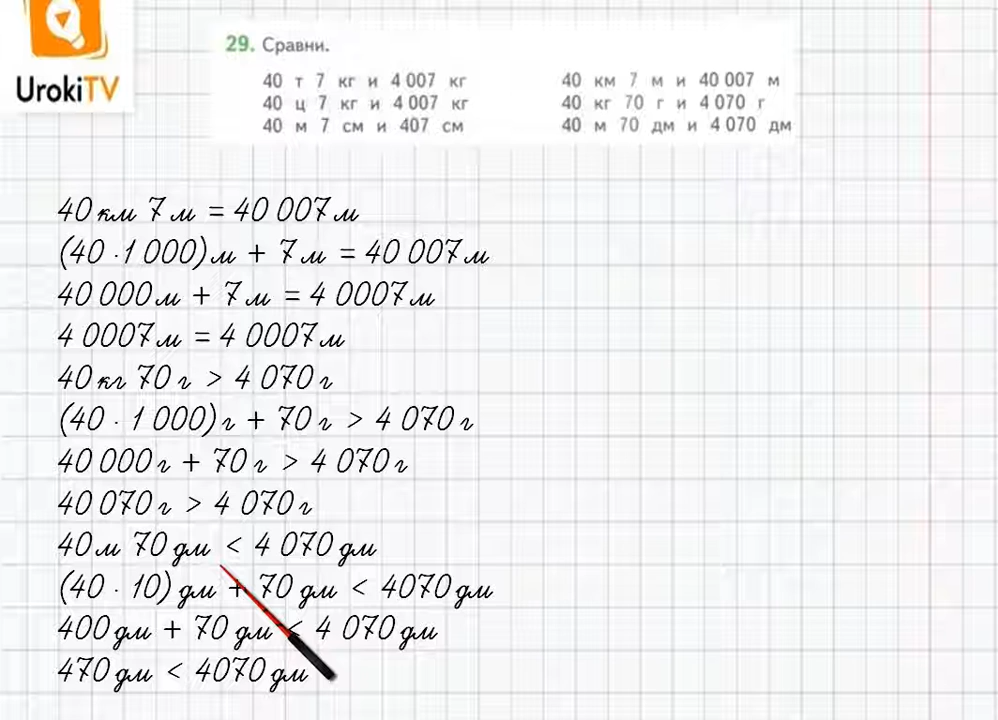 UrokiTV
29. Сравни.
40 т 7 кг и 4 007 кг
40 ц 7 кг и 4 007 кг
40 м 7 см и 407 см
40 км 7 м и 40 007 м
40 кг 70 г и 4 070 г
40 м 70 дм и 4 070 дм
40 км 7 м = 40 007 м
(40 · 1 000) м + 7 м = 40 007 м
40 000 м + 7 м = 4 0007 м
4 0007 м = 4 0007 м
40 кг 70 г > 4 070 г
(40 · 1 000) г + 70 г > 4 070 г
40 000 г + 70 г > 4 070 г
40 070 г > 4 070 г
40 м 70 дм < 4 070 дм
(40 · 10) дм + 70 дм < 4070 дм
400 дм + 70 дм < 4 070 дм
470 дм < 4070 дм